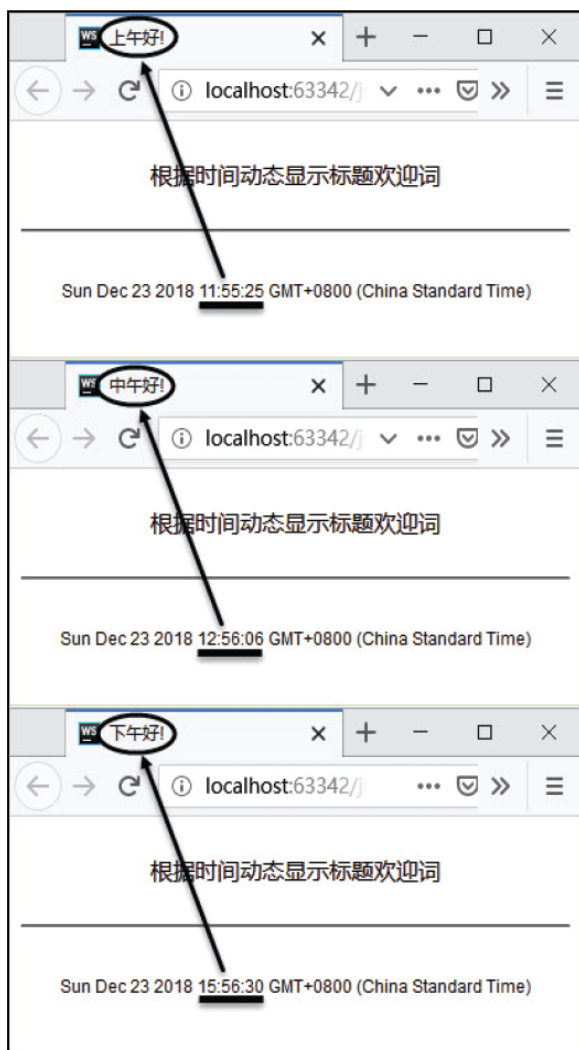 WS 上午好!
localhost:63342/j
根据时间动态显示标题欢迎词
Sun Dec 23 2018 11:55:25 GMT+0800 (China Standard Time)
WS 中午好!
localhost:63342/j
根据时间动态显示标题欢迎词
Sun Dec 23 2018 12:56:06 GMT+0800 (China Standard Time)
WS 下午好!
localhost:63342/j
根据时间动态显示标题欢迎词
Sun Dec 23 2018 15:56:30 GMT+0800 (China Standard Time)